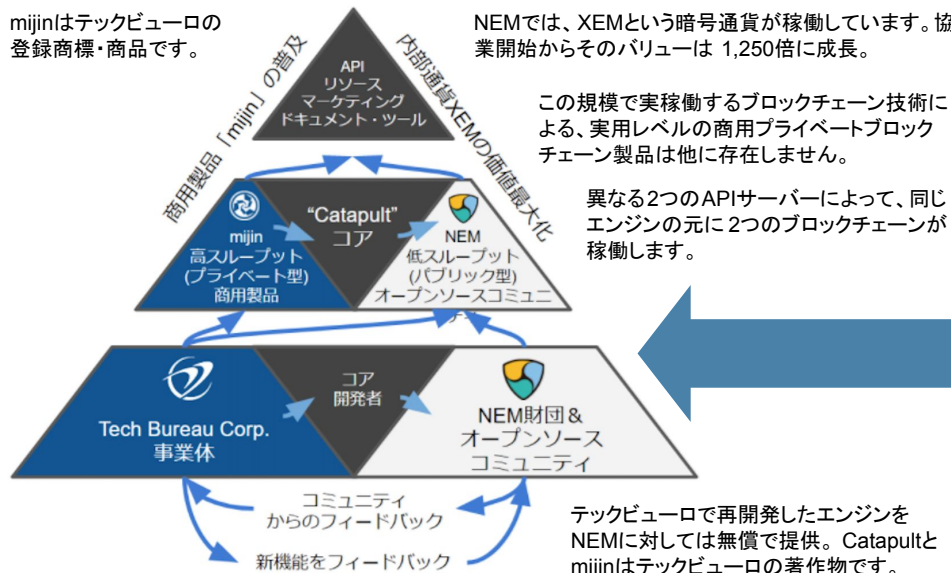 mijinはテックビューロの
登録商標・商品です。
NEMでは、XEMという暗号通貨が稼働しています。協
業開始からそのバリューは 1,250倍に成長。
この規模で実稼働するブロックチェーン技術に
よる、実用レベルの商用プライベートブロック
チェーン製品は他に存在しません。
異なる2つのAPIサーバーによって、同じ
エンジンの元に2つのブロックチェーンが
稼働します。
商用製品「mijin」の普及
内部通貨XEMの価値最大化
API
リソース
マーケティング
ドキュメント・ツール
mijin
高スループット
(プライベート型)
商用製品
“Catapult”
コア
NEM
低スループット
(パブリック型)
オープンソースコミュニ
Tech Bureau Corp.
事業体
コア
開発者
NEM財団＆
オープンソース
コミュニティ
コミュニティ
からのフィードバック
新機能をフィードバック
テックビューロで再開発したエンジンを
NEMに対しては無償で提供。Catapultと
mijinはテックビューロの著作物です。